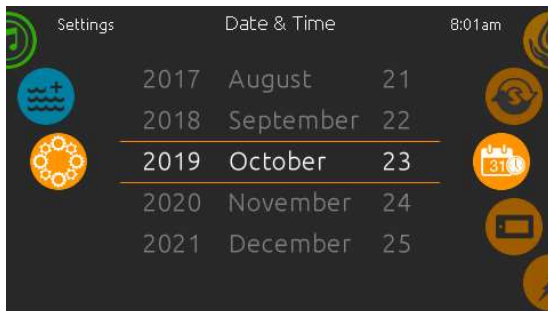 Settings Date & Time 8:01am
2017 August 21
2018 September 22
2019 October 23
31
2020 November 24
2021 December 25